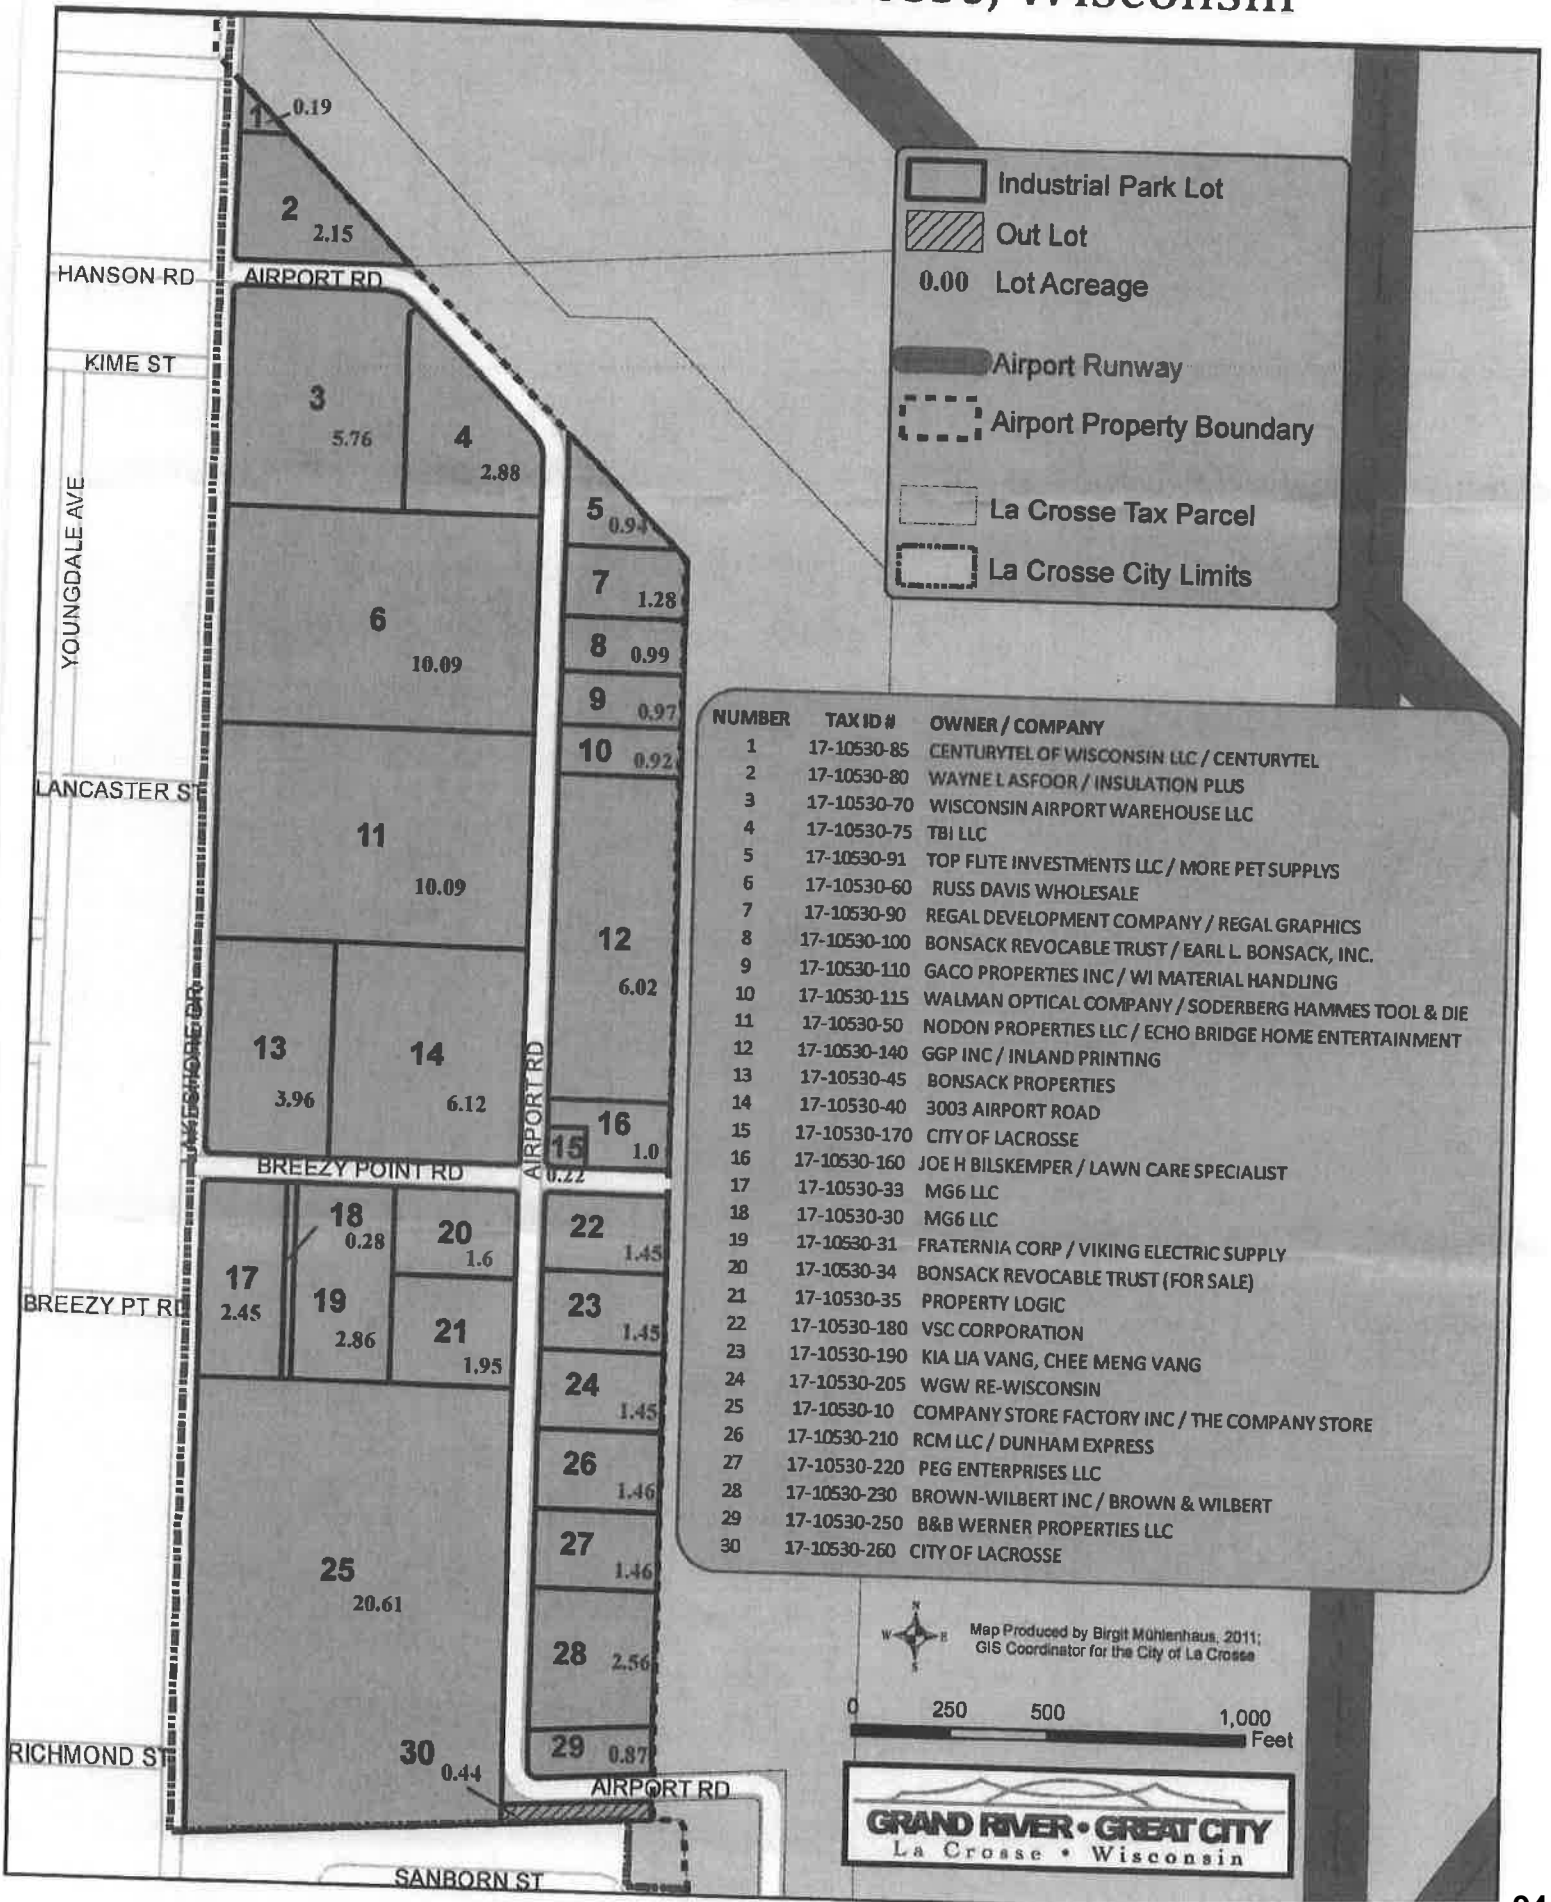 Wisconsin
1 0.19
2 2.15
HANSON RD
AIRPORT RD
KIME ST
3 5.76
4 2.88
YOUNGDALE AVE
5 0.94
6 10.09
7 1.28
8 0.99
9 0.97
10 0.92
LANCASTER ST
11 10.09
12 6.02
LAKESHORE DR
13 3.96
14 6.12
AIRPORT RD
15 0.22
16 1.0
BREEZY POINT RD
17 2.45
18 0.28
19 2.86
20 1.6
21 1.95
22 1.45
BREEZY PT RD
23 1.45
24 1.45
25 20.61
26 1.46
27 1.46
28 2.56
29 0.87
30 0.44
RICHMOND ST
AIRPORT RD
SANBORN ST
Industrial Park Lot
Out Lot
0.00 Lot Acreage
Airport Runway
Airport Property Boundary
La Crosse Tax Parcel
La Crosse City Limits
NUMBER TAX ID # OWNER / COMPANY
1 17-10530-85 CENTURYTEL OF WISCONSIN LLC / CENTURYTEL
2 17-10530-80 WAYNE L ASFOOR / INSULATION PLUS
3 17-10530-70 WISCONSIN AIRPORT WAREHOUSE LLC
4 17-10530-75 TBI LLC
5 17-10530-91 TOP FLITE INVESTMENTS LLC / MORE PET SUPPLYS
6 17-10530-60 RUSS DAVIS WHOLESALE
7 17-10530-90 REGAL DEVELOPMENT COMPANY / REGAL GRAPHICS
8 17-10530-100 BONSACK REVOCABLE TRUST / EARL L. BONSACK, INC.
9 17-10530-110 GACO PROPERTIES INC / WI MATERIAL HANDLING
10 17-10530-115 WALMAN OPTICAL COMPANY / SODERBERG HAMMES TOOL & DIE
11 17-10530-50 NODON PROPERTIES LLC / ECHO BRIDGE HOME ENTERTAINMENT
12 17-10530-140 GGP INC / INLAND PRINTING
13 17-10530-45 BONSACK PROPERTIES
14 17-10530-40 3003 AIRPORT ROAD
15 17-10530-170 CITY OF LACROSSE
16 17-10530-160 JOE H BILSKEMPER / LAWN CARE SPECIALIST
17 17-10530-33 MG6 LLC
18 17-10530-30 MG6 LLC
19 17-10530-31 FRATERNIA CORP / VIKING ELECTRIC SUPPLY
20 17-10530-34 BONSACK REVOCABLE TRUST (FOR SALE)
21 17-10530-35 PROPERTY LOGIC
22 17-10530-180 VSC CORPORATION
23 17-10530-190 KIA LIA VANG, CHEE MENG VANG
24 17-10530-205 WGW RE-WISCONSIN
25 17-10530-10 COMPANY STORE FACTORY INC / THE COMPANY STORE
26 17-10530-210 RCM LLC / DUNHAM EXPRESS
27 17-10530-220 PEG ENTERPRISES LLC
28 17-10530-230 BROWN-WILBERT INC / BROWN & WILBERT
29 17-10530-250 B&B WERNER PROPERTIES LLC
30 17-10530-260 CITY OF LACROSSE
N
W E
S
Map Produced by Birgit Mühlenhaus, 2011;
GIS Coordinator for the City of La Crosse
0 250 500 1,000
Feet
GRAND RIVER • GREAT CITY
La Crosse • Wisconsin